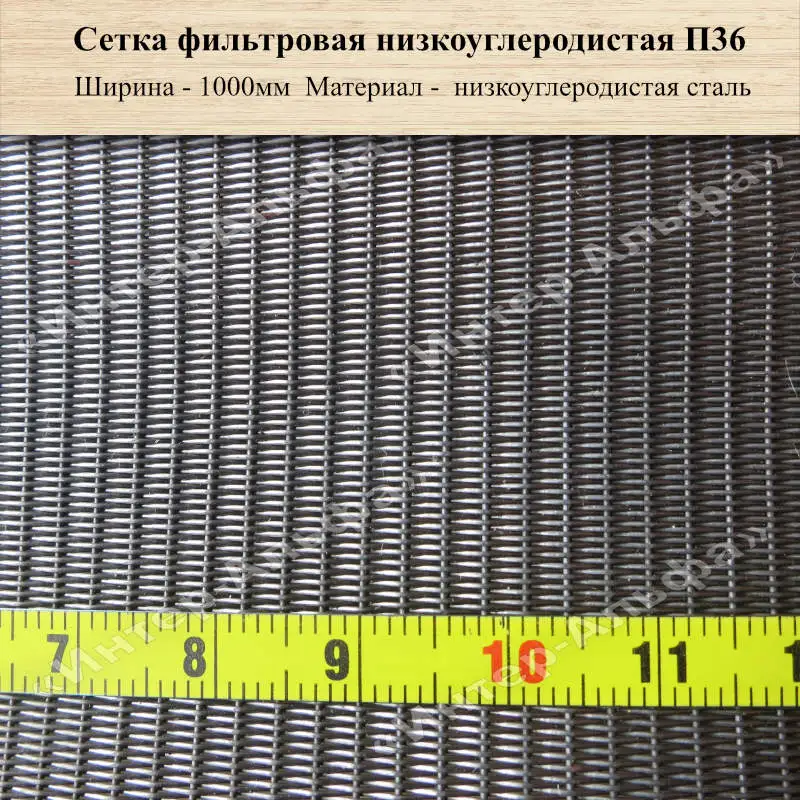 Сетка фильтровая низкоуглеродистая П36
Ширина - 1000мм Материал - низкоуглеродистая сталь
«Интер-Альфа»
«Интер-Альфа»
«Интер-Альфа»
«Интер-Альфа»
7 8 9 10 11